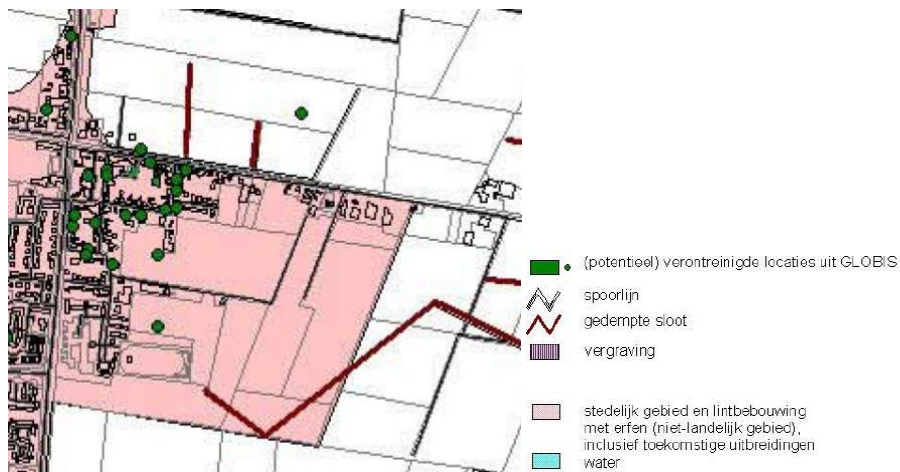 (potentieel) verontreinigde locaties uit GLOBIS
spoorlijn
gedempte sloot
vergraving
stedelijk gebied en lintbebouwing
met erfen (niet-landelijk gebied),
inclusief toekomstige uitbreidingen
water